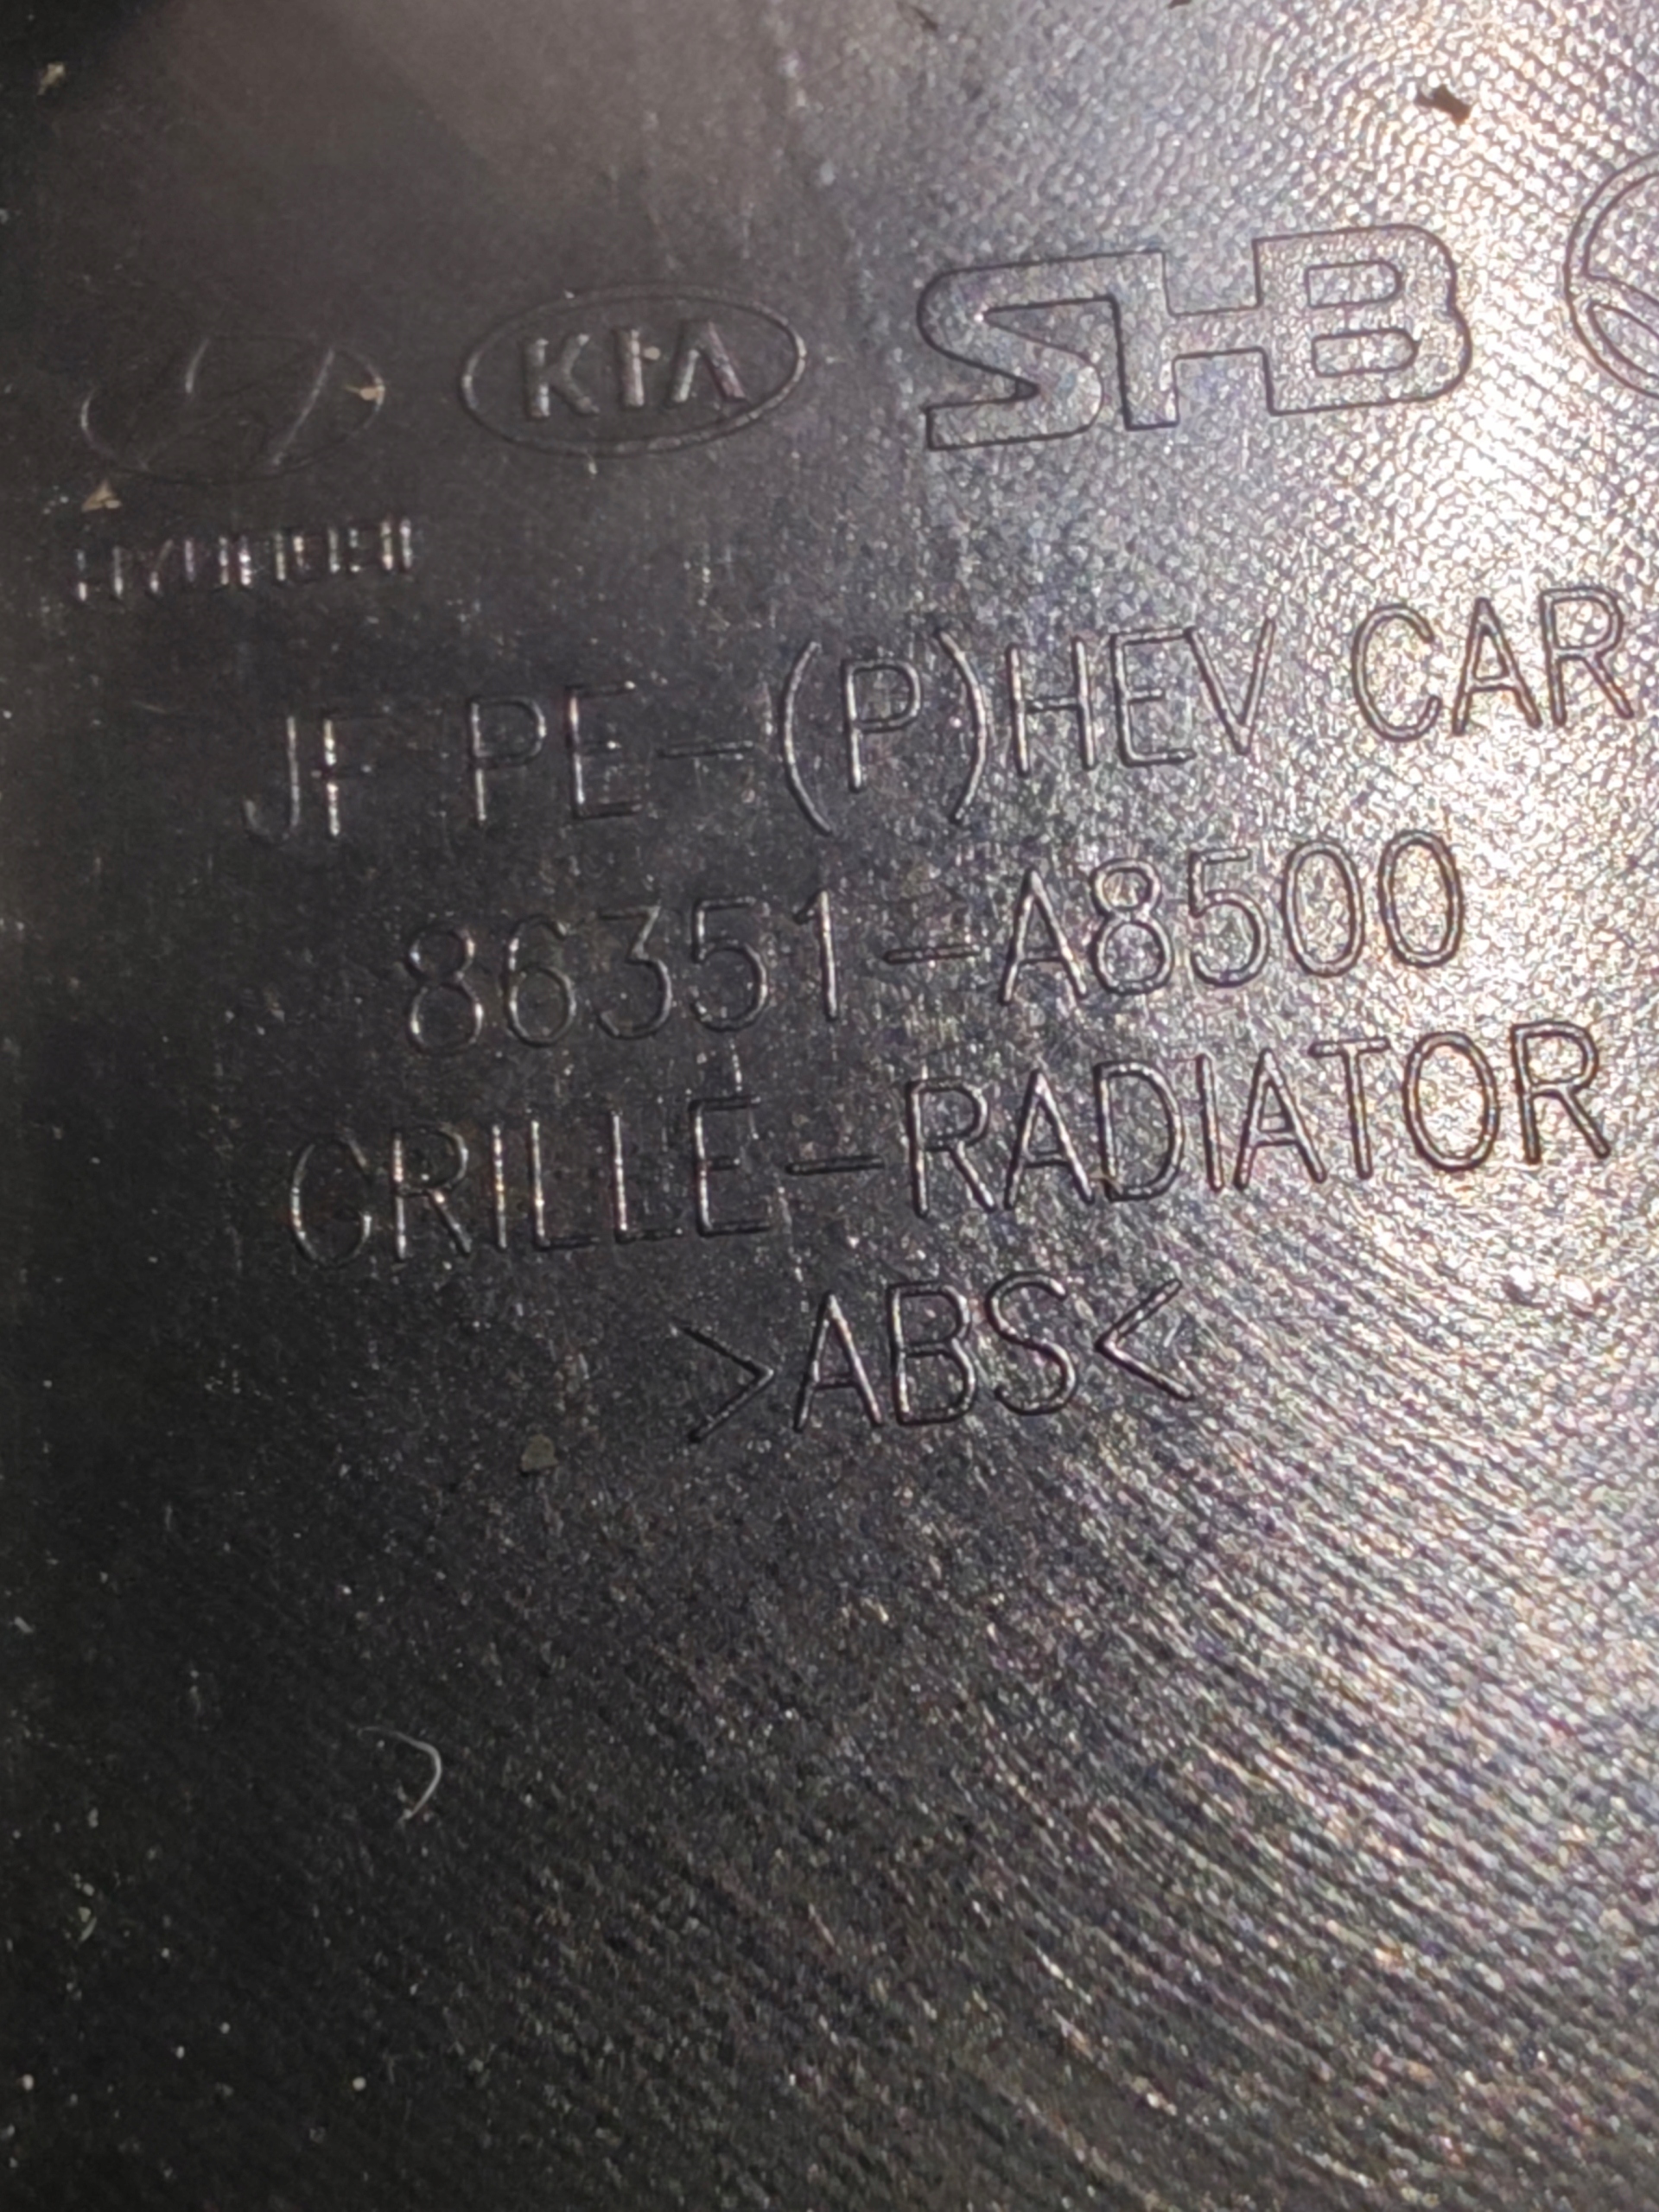 KIA SHB
HYUNDAI
JF PE-(P)HEV CAR
86351-A8500
GRILLE-RADIATOR
>ABS<